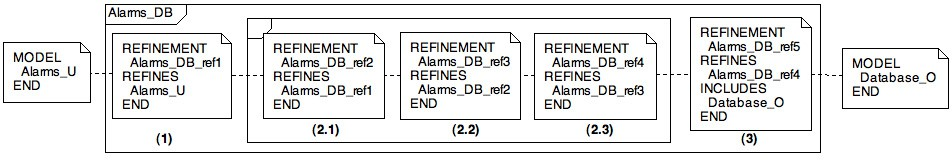 Alarms_DB
MODEL
Alarms_U
END
REFINEMENT
Alarms_DB_ref1
REFINES
Alarms_U
END
(1)
REFINEMENT
Alarms_DB_ref2
REFINES
Alarms_DB_ref1
END
(2.1)
REFINEMENT
Alarms_DB_ref3
REFINES
Alarms_DB_ref2
END
(2.2)
REFINEMENT
Alarms_DB_ref4
REFINES
Alarms_DB_ref3
END
(2.3)
REFINEMENT
Alarms_DB_ref5
REFINES
Alarms_DB_ref4
INCLUDES
Database_O
END
(3)
MODEL
Database_O
END